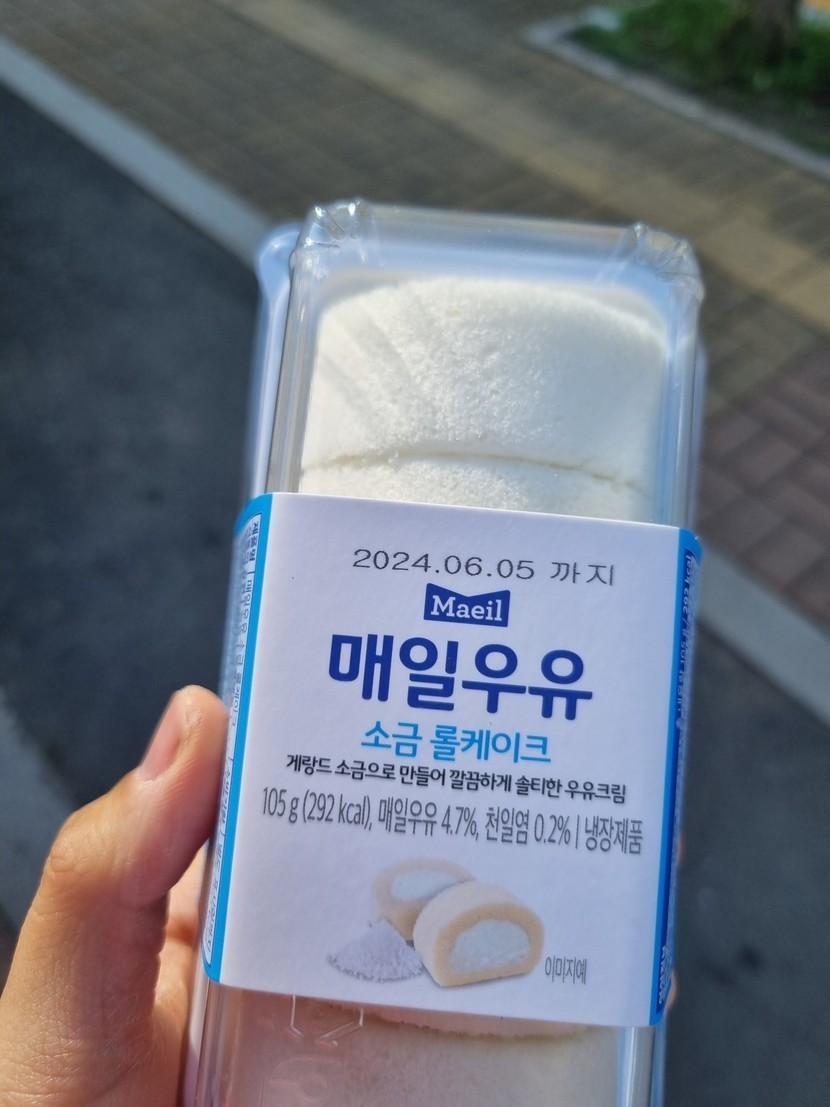 2024.06.05 까지
Maeil
매일우유
소금 롤케이크
게랑드 소금으로 만들어 깔끔하게 솔티한 우유크림
105 g (292 kcal), 매일우유 4.7%, 천일염 0.2% | 냉장제품
이미지예